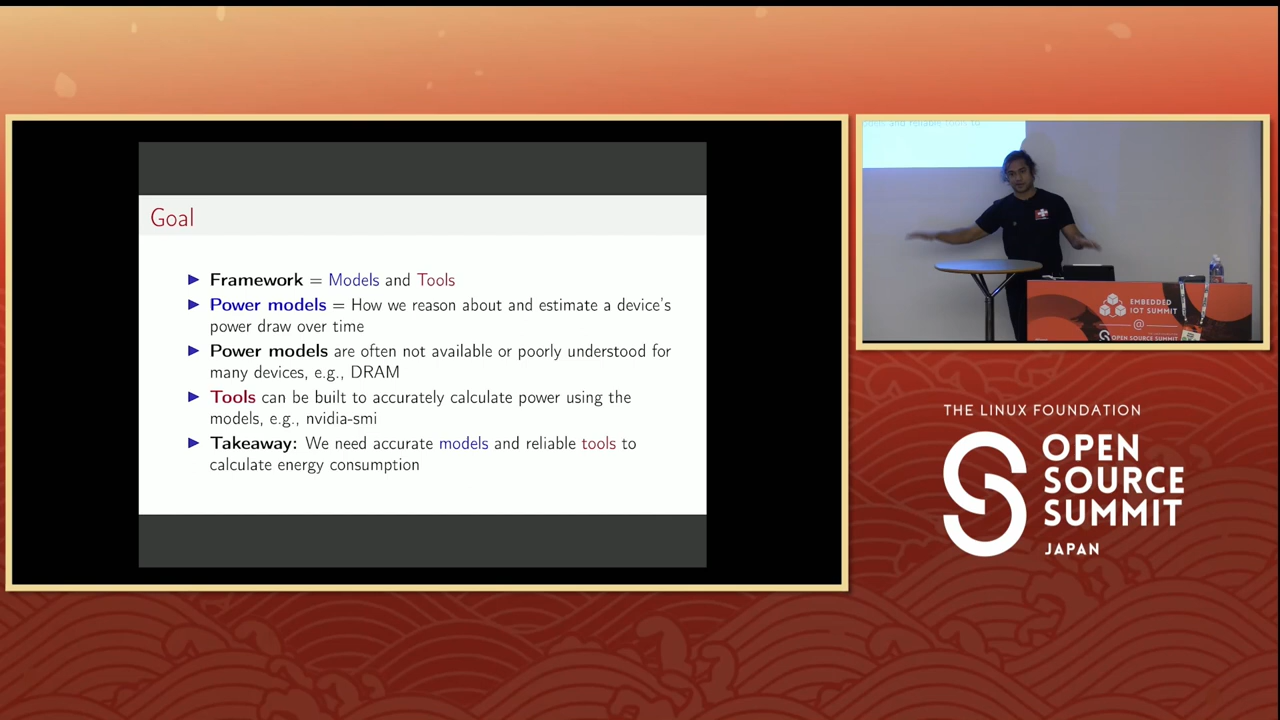 Goal
▶ Framework = Models and Tools
▶ Power models = How we reason about and estimate a device's
power draw over time
▶ Power models are often not available or poorly understood for
many devices, e.g., DRAM
▶ Tools can be built to accurately calculate power using the
models, e.g., nvidia-smi
▶ Takeaway: We need accurate models and reliable tools to
calculate energy consumption
EMBEDDED
IOT SUMMIT
@
OPEN SOURCE SUMMIT
THE LINUX FOUNDATION
OPEN
SOURCE
SUMMIT
JAPAN